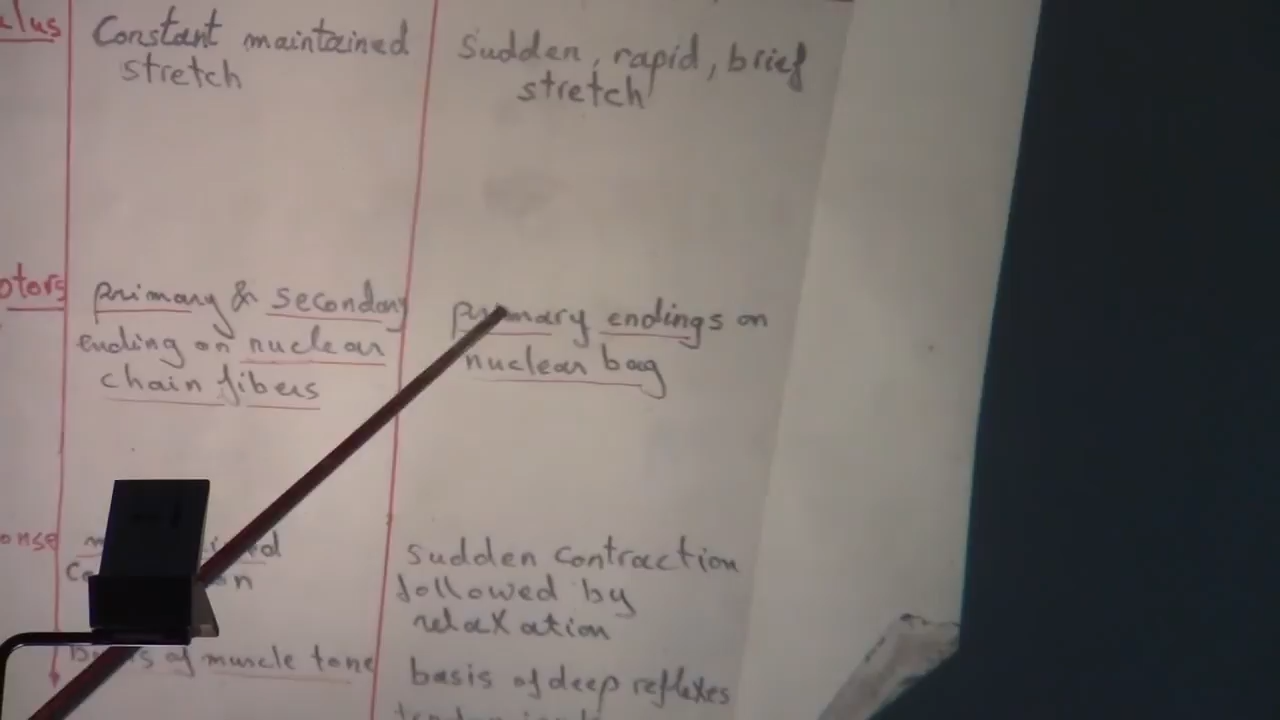 Constant maintained
stretch
Sudden, rapid, brief
stretch
primary & secondary
ending on nuclear
chain fibers
primary endings on
nuclear bag
sudden contraction
followed by
relaxation
of muscle tone
basis of deep reflexes